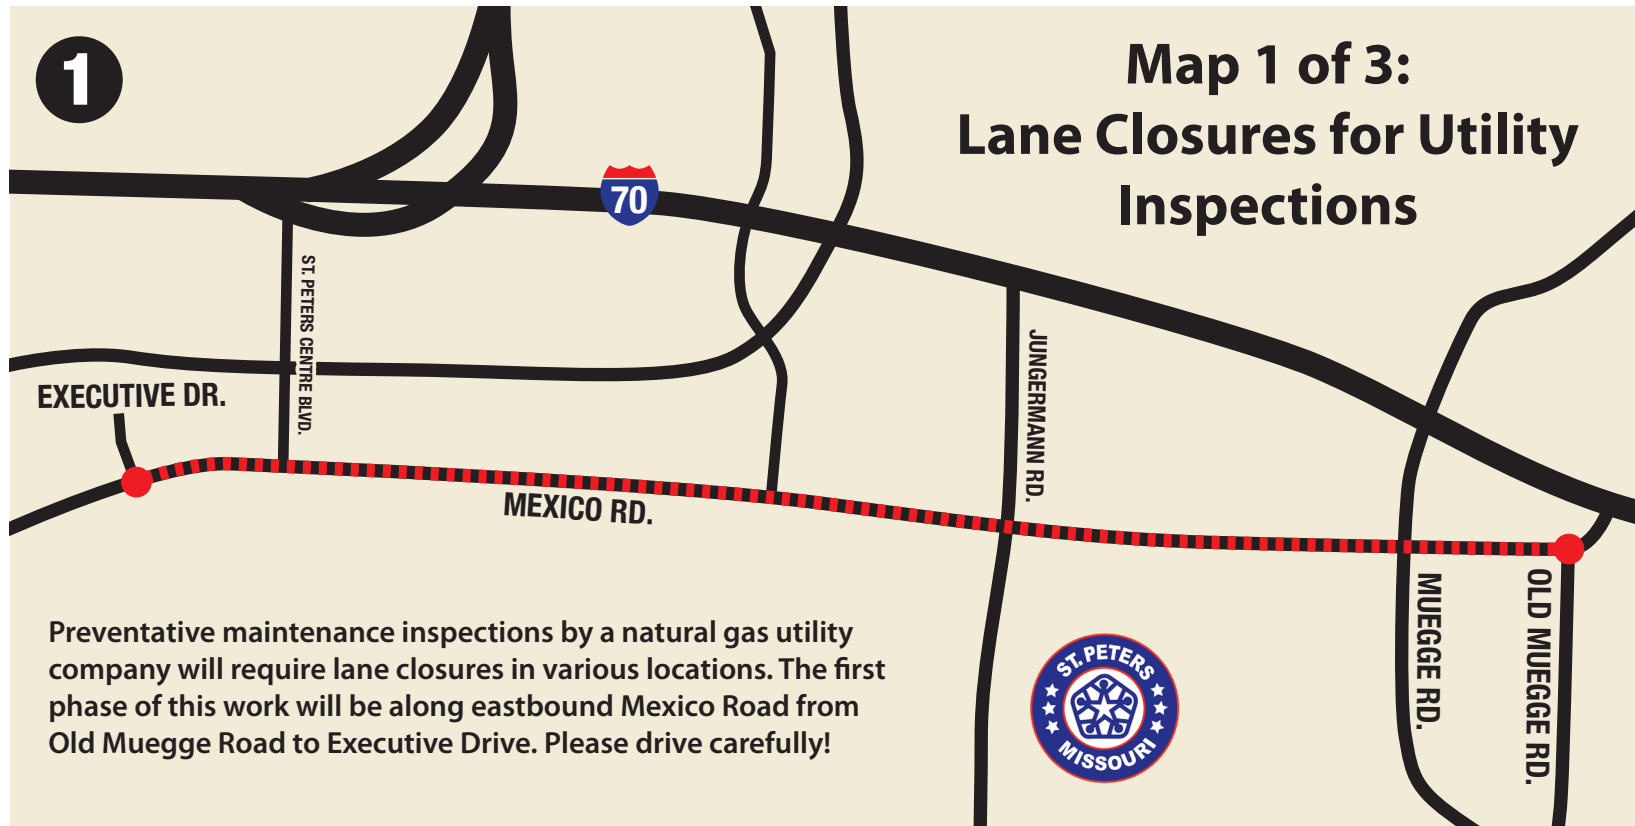 1
Map 1 of 3:
Lane Closures for Utility
Inspections
70
ST. PETERS CENTRE BLVD.
EXECUTIVE DR.
JUNGERMANN RD.
MEXICO RD.
MUEGGE RD.
OLD MUEGGE RD.
Preventative maintenance inspections by a natural gas utility
company will require lane closures in various locations. The first
phase of this work will be along eastbound Mexico Road from
Old Muegge Road to Executive Drive. Please drive carefully!
ST. PETERS
MISSOURI